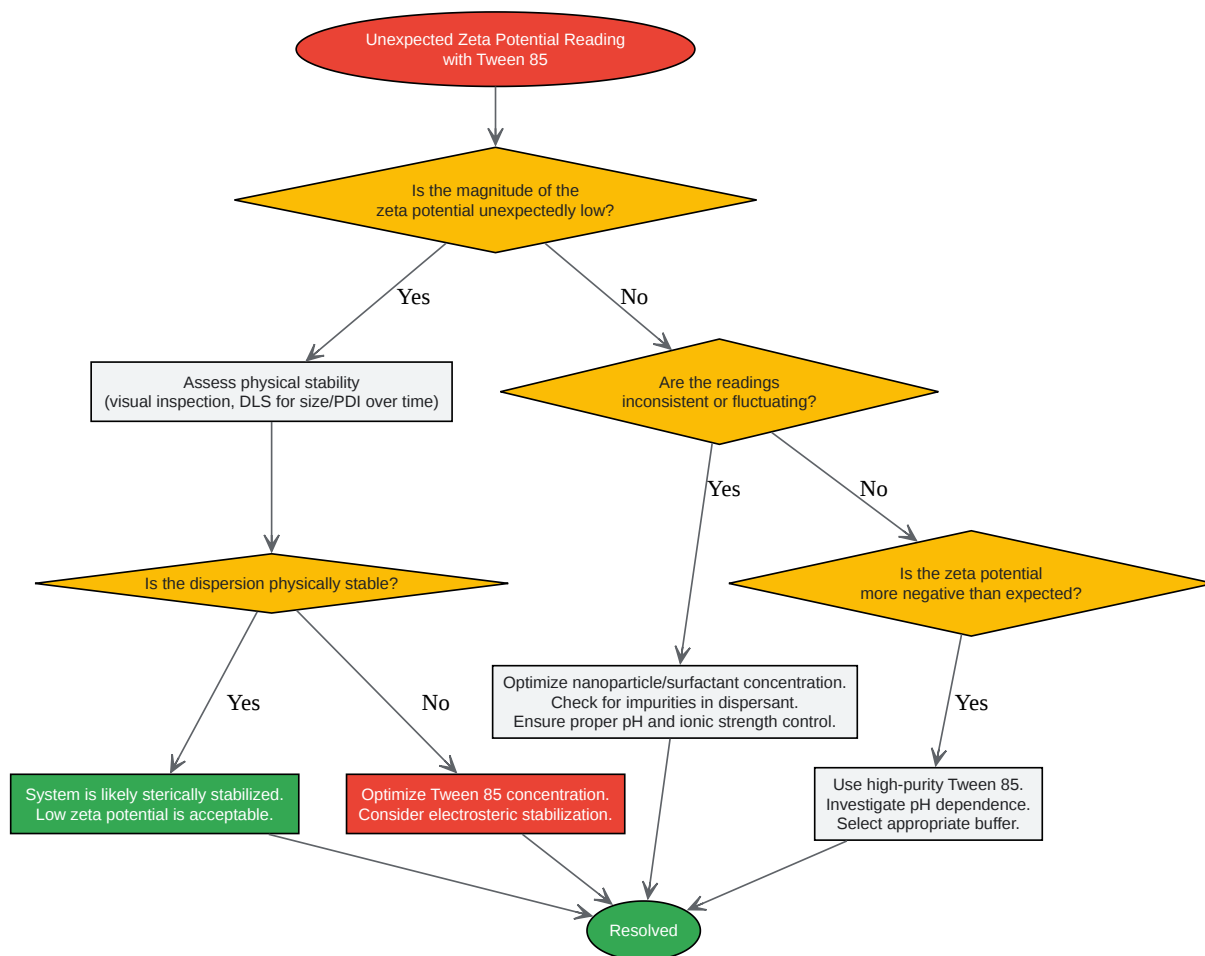 Unexpected Zeta Potential Reading
with Tween 85
Is the magnitude of the
zeta potential unexpectedly low?
Yes
No
Assess physical stability
(visual inspection, DLS for size/PDI over time)
Are the readings
inconsistent or fluctuating?
Yes
No
Is the dispersion physically stable?
Is the zeta potential
more negative than expected?
Yes
No
Optimize nanoparticle/surfactant concentration.
Check for impurities in dispersant.
Ensure proper pH and ionic strength control.
Yes
System is likely sterically stabilized.
Low zeta potential is acceptable.
Optimize Tween 85 concentration.
Consider electrosteric stabilization.
Use high-purity Tween 85.
Investigate pH dependence.
Select appropriate buffer.
Resolved